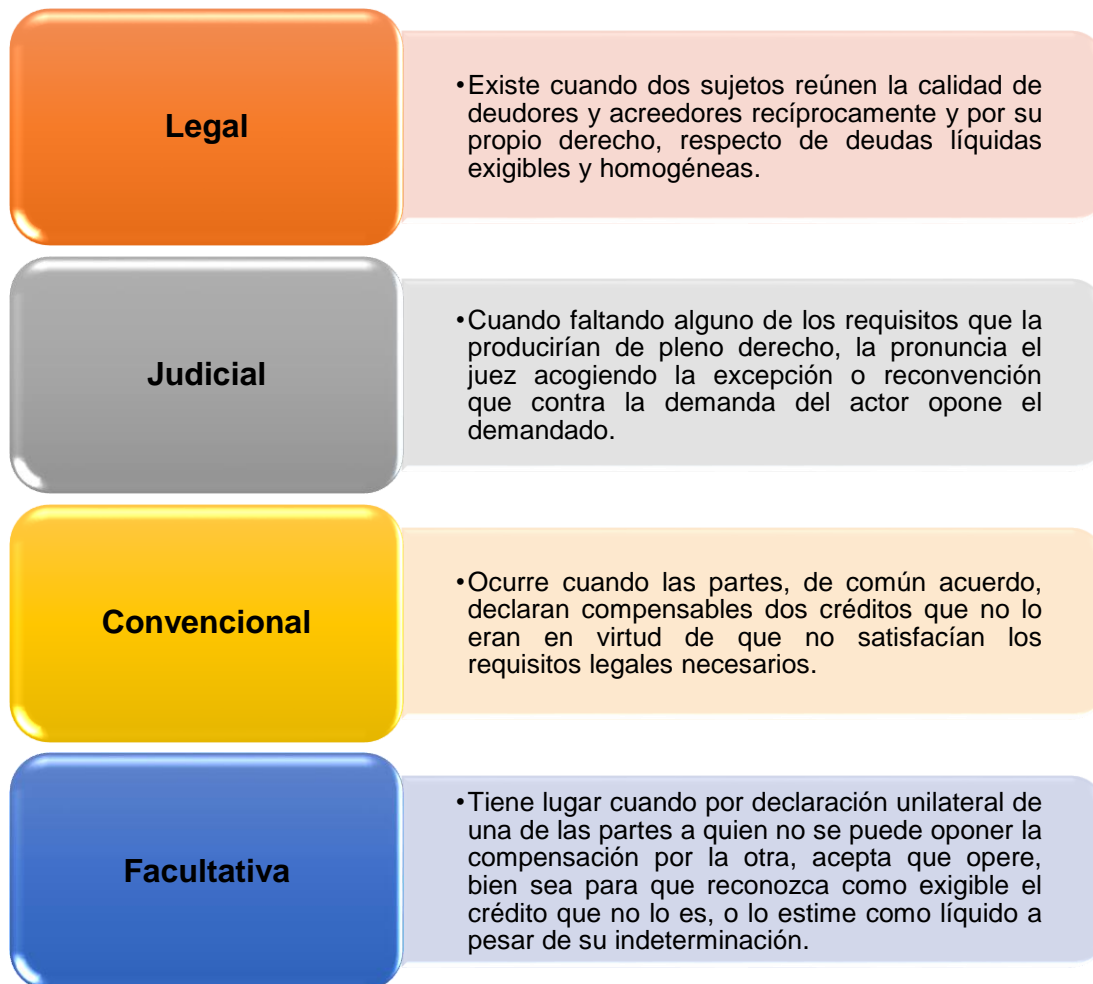 Legal
•Existe cuando dos sujetos reúnen la calidad de
deudores y acreedores recíprocamente y por su
propio derecho, respecto de deudas líquidas
exigibles y homogéneas.
Judicial
•Cuando faltando alguno de los requisitos que la
producirían de pleno derecho, la pronuncia el
juez acogiendo la excepción o reconvención
que contra la demanda del actor opone el
demandado.
Convencional
•Ocurre cuando las partes, de común acuerdo,
declaran compensables dos créditos que no lo
eran en virtud de que no satisfacían los
requisitos legales necesarios.
Facultativa
•Tiene lugar cuando por declaración unilateral de
una de las partes a quien no se puede oponer la
compensación por la otra, acepta que opere,
bien sea para que reconozca como exigible el
crédito que no lo es, o lo estime como líquido a
pesar de su indeterminación.